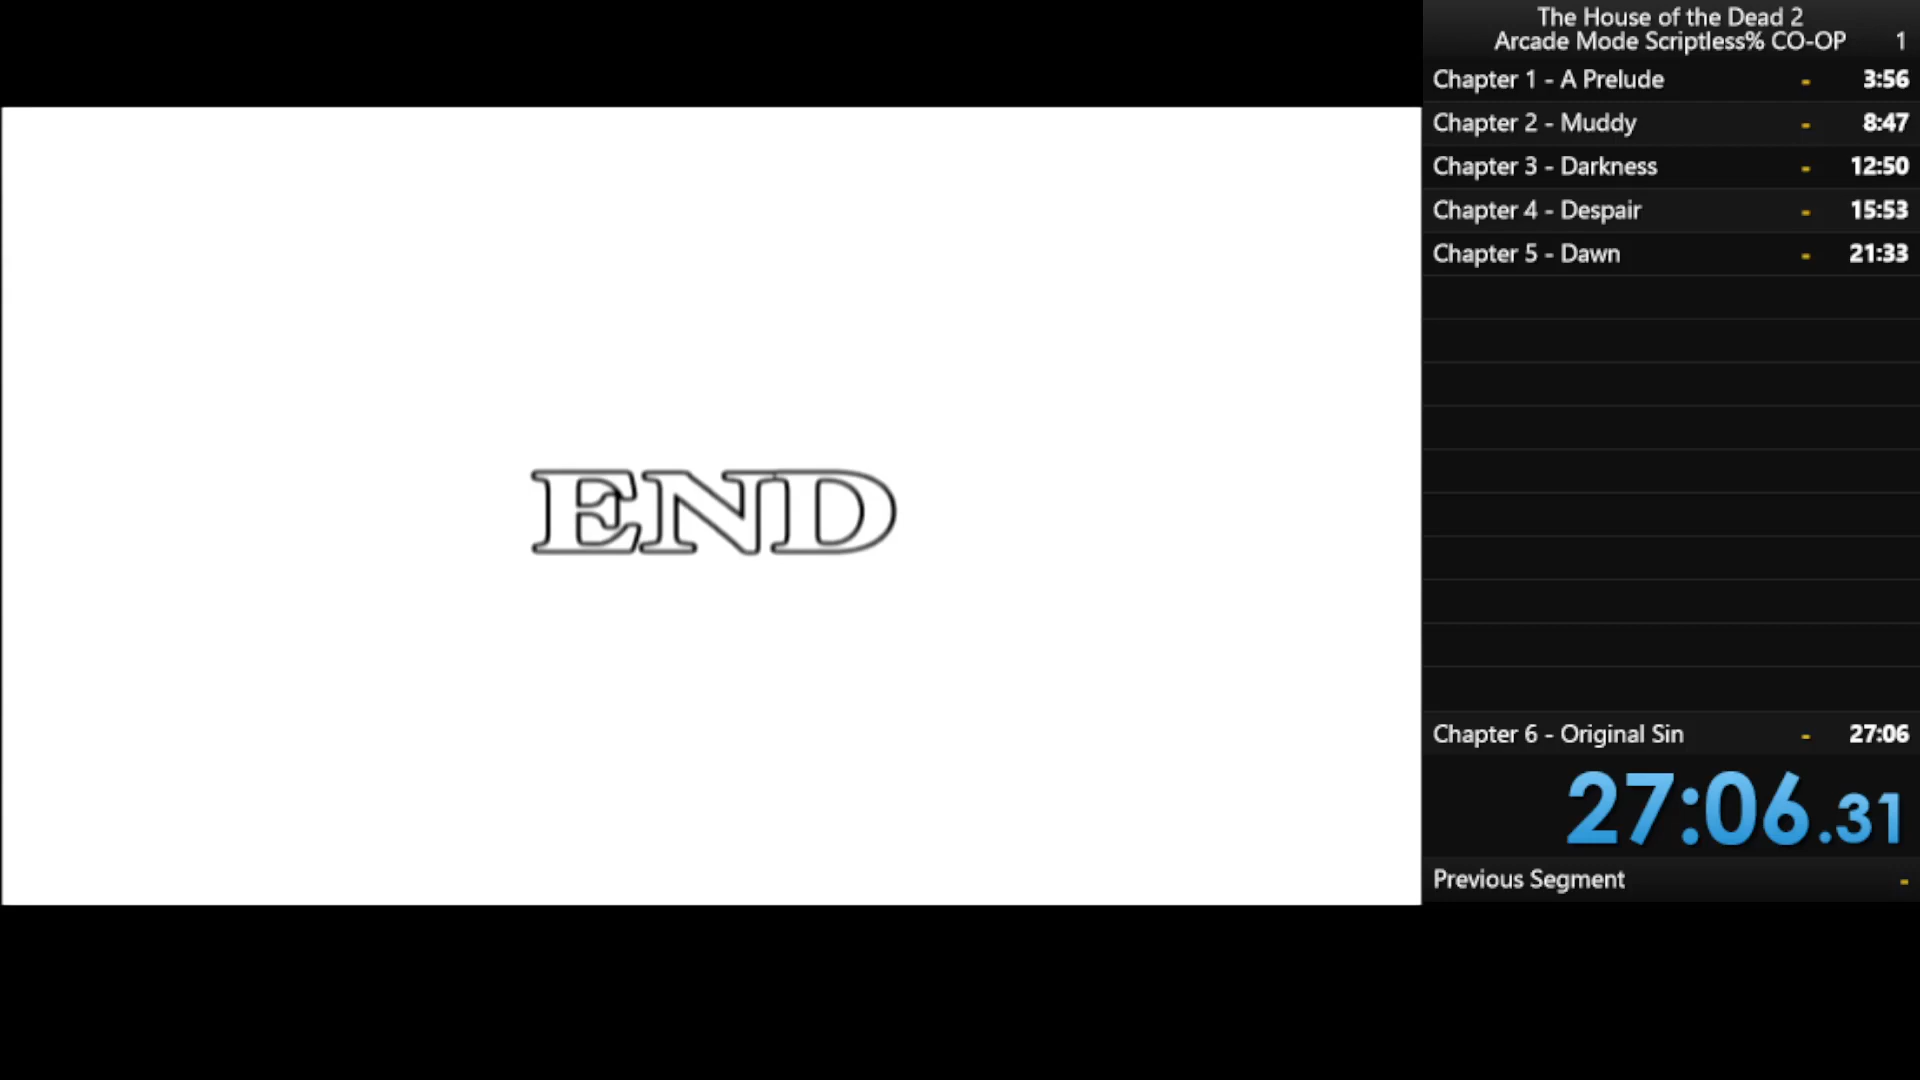 The House of the Dead 2
Arcade Mode Scriptless% CO-OP 1
Chapter 1 - A Prelude - 3:56
Chapter 2 - Muddy - 8:47
Chapter 3 - Darkness - 12:50
Chapter 4 - Despair - 15:53
Chapter 5 - Dawn - 21:33
END
Chapter 6 - Original Sin - 27:06
27:06.31
Previous Segment -